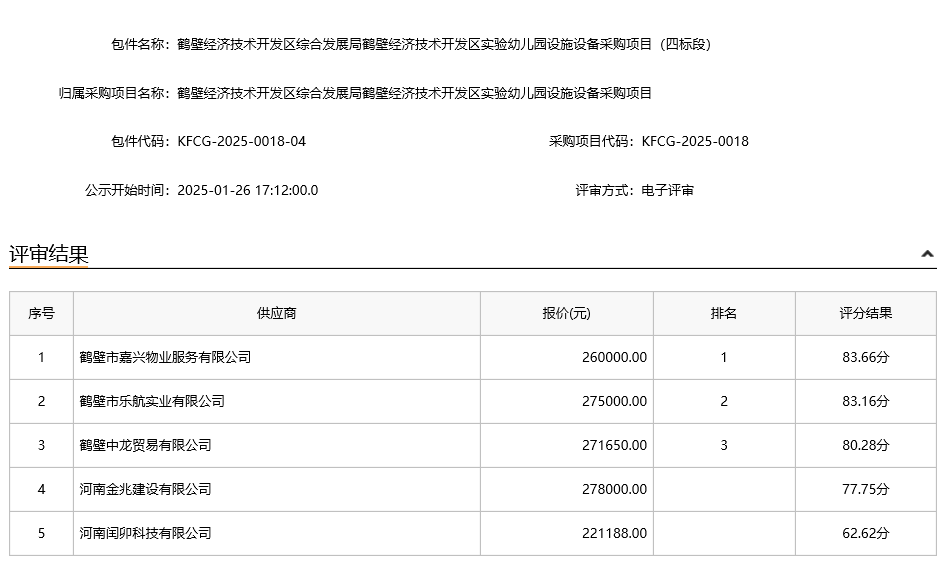 包件名称：鹤壁经济技术开发区综合发展局鹤壁经济技术开发区实验幼儿园设施设备采购项目（四标段）
归属采购项目名称：鹤壁经济技术开发区综合发展局鹤壁经济技术开发区实验幼儿园设施设备采购项目
包件代码：KFCG-2025-0018-04 采购项目代码：KFCG-2025-0018
公示开始时间：2025-01-26 17:12:00.0 评审方式：电子评审
评审结果
序号 供应商 报价(元) 排名 评分结果
1 鹤壁市嘉兴物业服务有限公司 260000.00 1 83.66分
2 鹤壁市乐航实业有限公司 275000.00 2 83.16分
3 鹤壁中龙贸易有限公司 271650.00 3 80.28分
4 河南金兆建设有限公司 278000.00 77.75分
5 河南闰卯科技有限公司 221188.00 62.62分